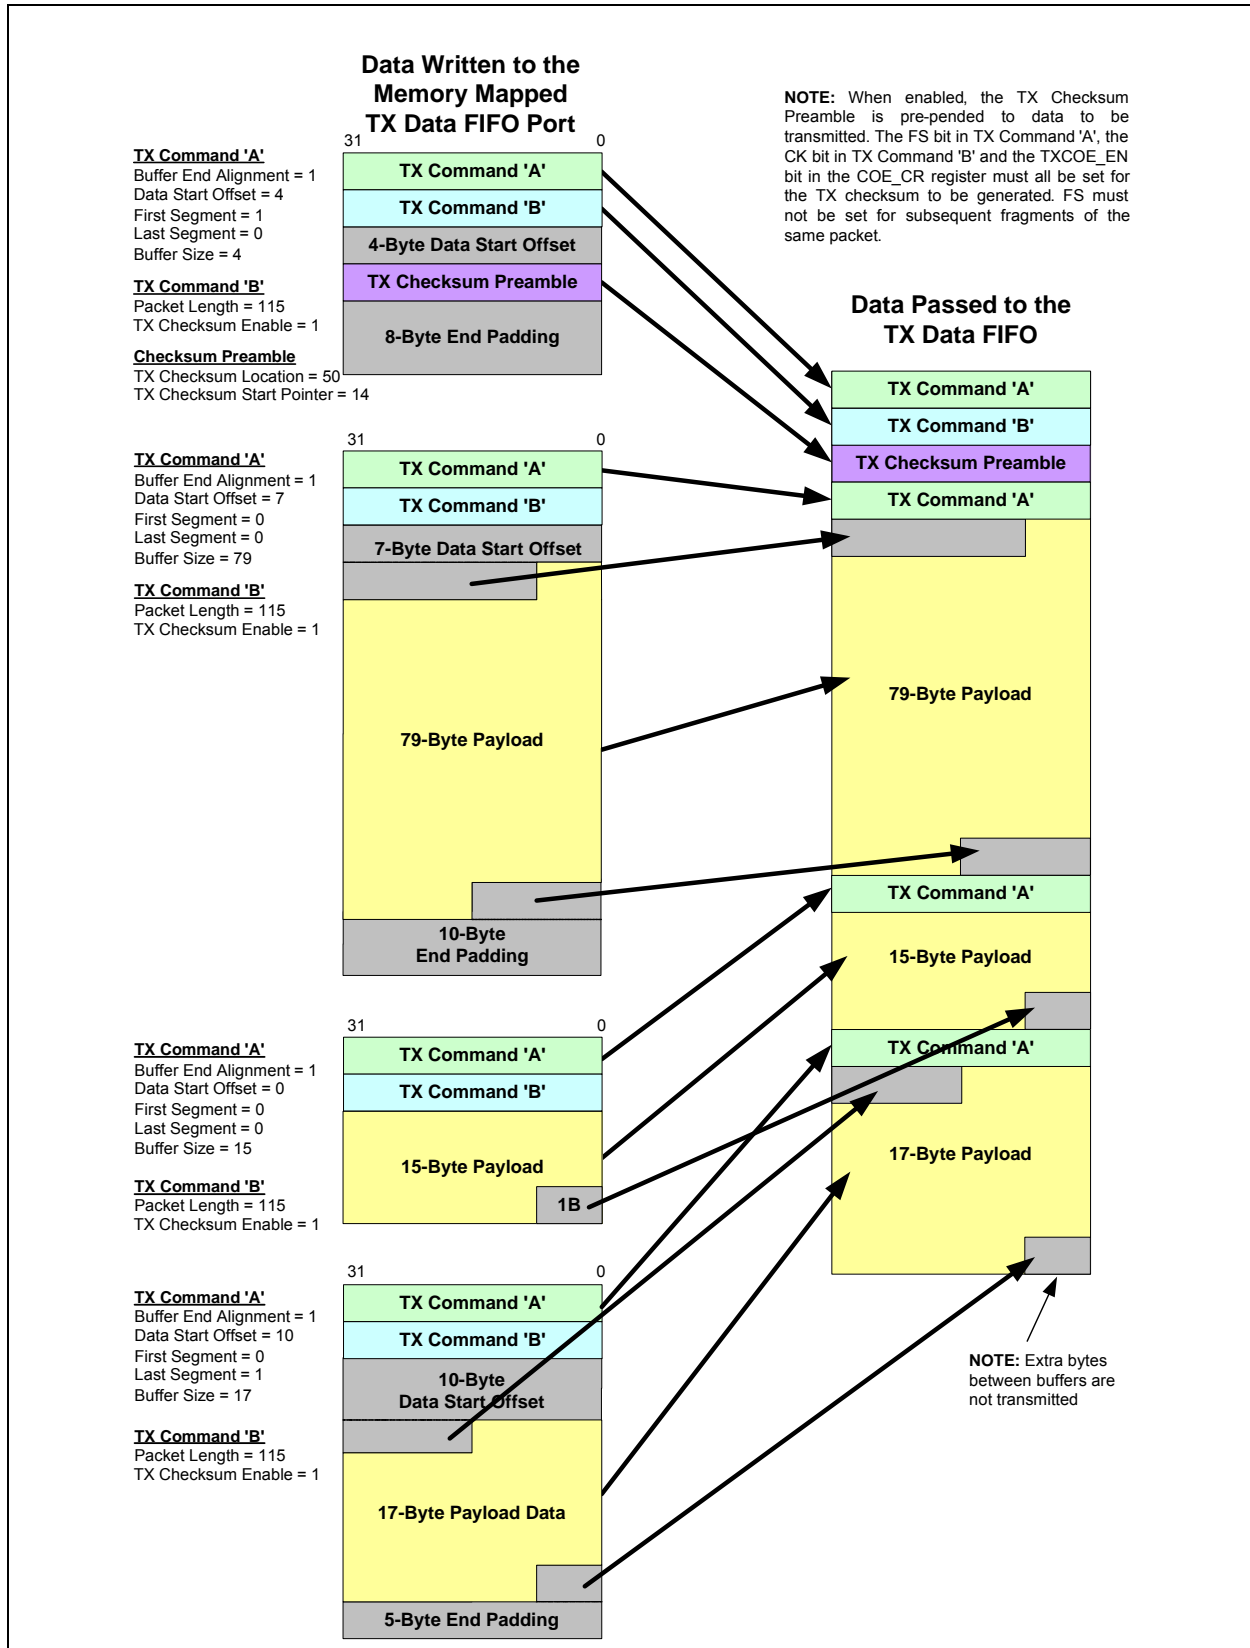 Data Written to the
Memory Mapped
TX Data FIFO Port
NOTE: When enabled, the TX Checksum
Preamble is pre-pended to data to be
transmitted. The FS bit in TX Command 'A', the
CK bit in TX Command 'B' and the TXCOE_EN
bit in the COE_CR register must all be set for
the TX checksum to be generated. FS must
not be set for subsequent fragments of the
same packet.
31 0
TX Command 'A'
Buffer End Alignment = 1
Data Start Offset = 4
First Segment = 1
Last Segment = 0
Buffer Size = 4
TX Command 'B'
Packet Length = 115
TX Checksum Enable = 1
Checksum Preamble
TX Checksum Location = 50
TX Checksum Start Pointer = 14
TX Command 'A'
TX Command 'B'
4-Byte Data Start Offset
TX Checksum Preamble
8-Byte End Padding
31 0
TX Command 'A'
Buffer End Alignment = 1
Data Start Offset = 7
First Segment = 0
Last Segment = 0
Buffer Size = 79
TX Command 'B'
Packet Length = 115
TX Checksum Enable = 1
TX Command 'A'
TX Command 'B'
7-Byte Data Start Offset
79-Byte Payload
10-Byte
End Padding
31 0
TX Command 'A'
Buffer End Alignment = 1
Data Start Offset = 0
First Segment = 0
Last Segment = 0
Buffer Size = 15
TX Command 'B'
Packet Length = 115
TX Checksum Enable = 1
TX Command 'A'
TX Command 'B'
15-Byte Payload
1B
31 0
TX Command 'A'
Buffer End Alignment = 1
Data Start Offset = 10
First Segment = 0
Last Segment = 1
Buffer Size = 17
TX Command 'B'
Packet Length = 115
TX Checksum Enable = 1
TX Command 'A'
TX Command 'B'
10-Byte
Data Start Offset
17-Byte Payload Data
5-Byte End Padding
Data Passed to the
TX Data FIFO
TX Command 'A'
TX Command 'B'
TX Checksum Preamble
TX Command 'A'
79-Byte Payload
TX Command 'A'
15-Byte Payload
TX Command 'A'
17-Byte Payload
NOTE: Extra bytes
between buffers are
not transmitted